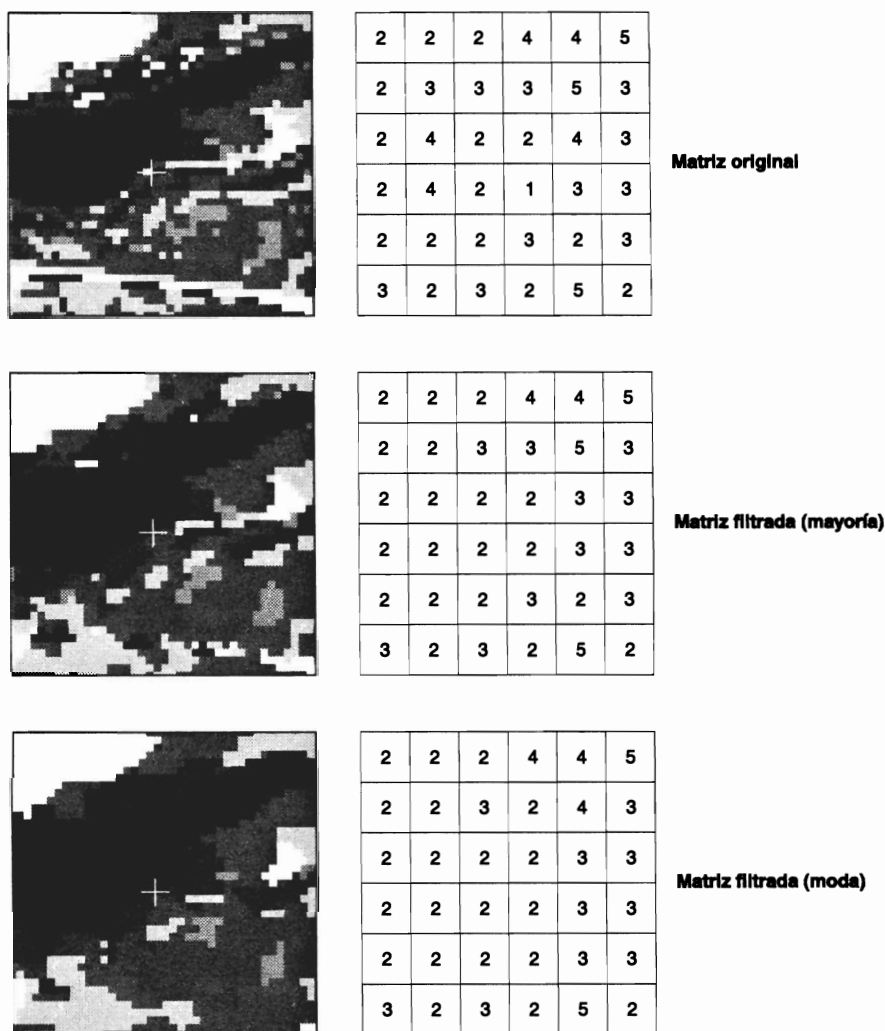 2 2 2 4 4 5
2 3 3 3 5 3
2 4 2 2 4 3
2 4 2 1 3 3
2 2 2 3 2 3
3 2 3 2 5 2
Matriz original
2 2 2 4 4 5
2 2 3 3 5 3
2 2 2 2 3 3
2 2 2 2 3 3
2 2 2 3 2 3
3 2 3 2 5 2
Matriz filtrada (mayoría)
2 2 2 4 4 5
2 2 3 2 4 3
2 2 2 2 3 3
2 2 2 2 3 3
2 2 2 2 3 3
3 2 3 2 5 2
Matriz filtrada (moda)